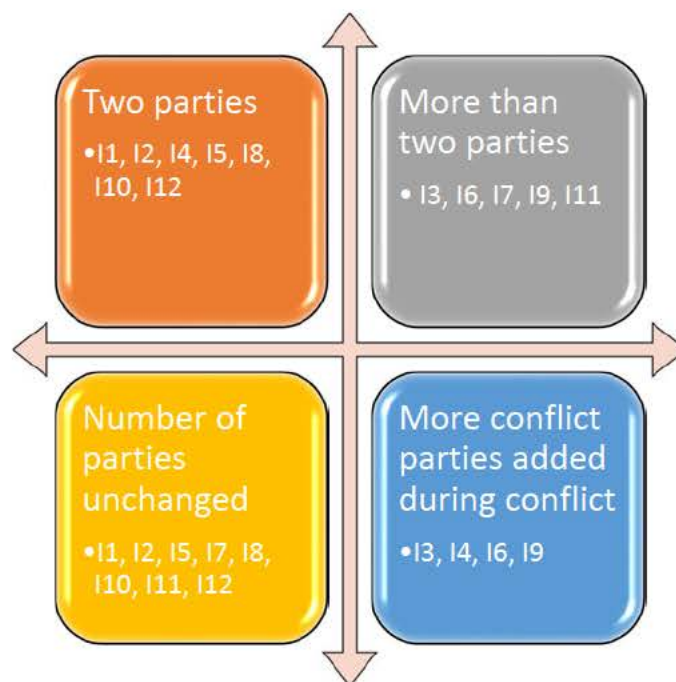 Two parties
•I1, I2, I4, I5, I8,
I10, I12
More than
two parties
• I3, I6, I7, I9, I11
Number of
parties
unchanged
•I1, I2, I5, I7, I8,
I10, I11, I12
More conflict
parties added
during conflict
•I3, I4, I6, I9